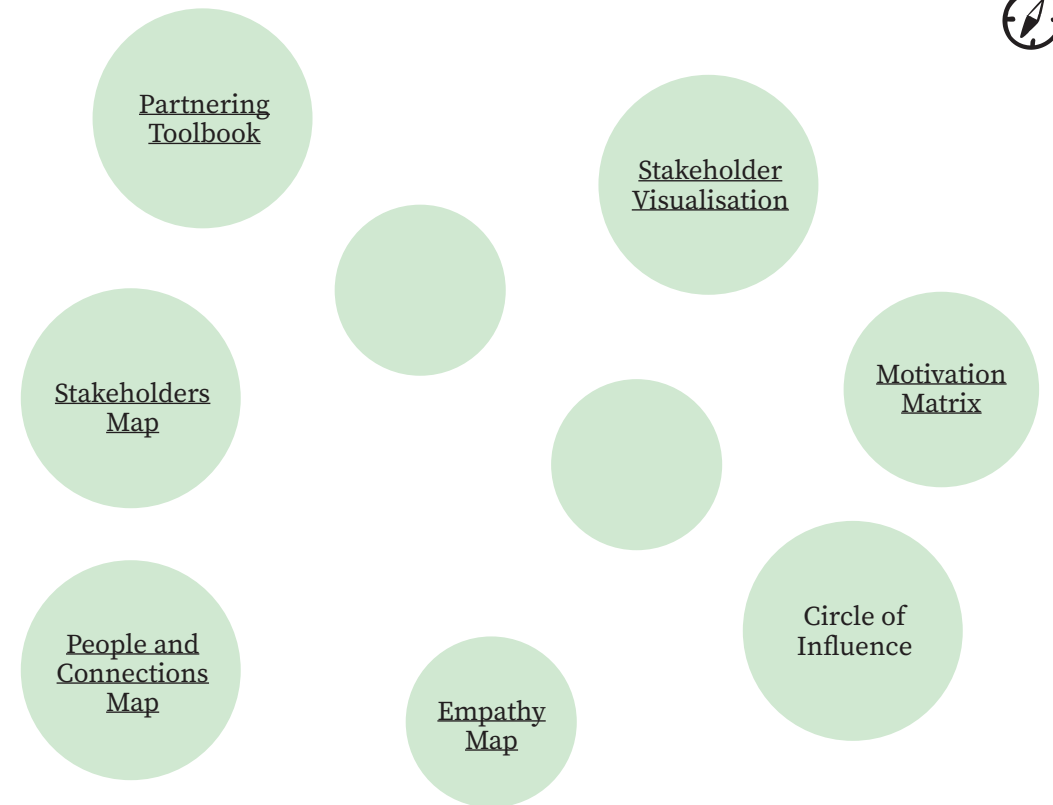 Partnering
Toolbook
Stakeholder
Visualisation
Stakeholders
Map
Motivation
Matrix
People and
Connections
Map
Circle of
Influence
Empathy
Map